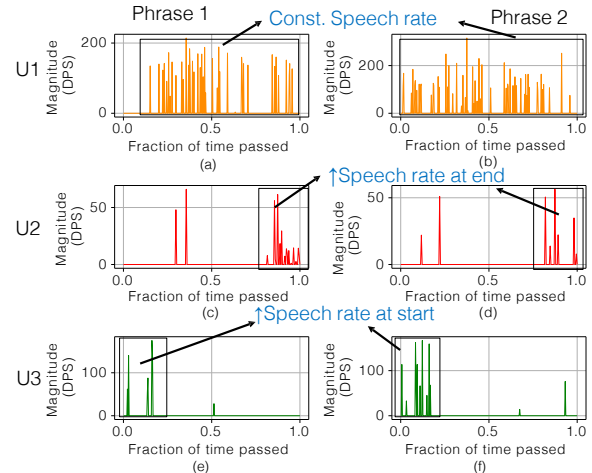 Phrase 1
Const. Speech rate
Phrase 2
U1
Magnitude
(DPS)
200
0
0.0
0.5
1.0
Fraction of time passed
(a)
Magnitude
(DPS)
200
0
0.0
0.5
1.0
Fraction of time passed
(b)
↑Speech rate at end
U2
Magnitude
(DPS)
50
0
0.0
0.5
1.0
Fraction of time passed
(c)
Magnitude
(DPS)
50
0
0.0
0.5
1.0
Fraction of time passed
(d)
↑Speech rate at start
U3
Magnitude
(DPS)
100
0
0.0
0.5
1.0
Fraction of time passed
(e)
Magnitude
(DPS)
100
0
0.0
0.5
1.0
Fraction of time passed
(f)